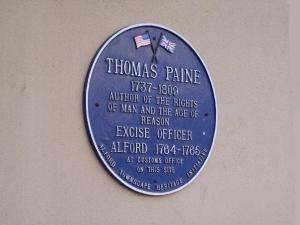 THOMAS PAINE
1737-1809
AUTHOR OF THE RIGHTS
OF MAN AND THE AGE OF
REASON
EXCISE OFFICER
ALFORD 1764-1765
AT CUSTOMS OFFICE
ON THIS SITE
ALFORD TOWNSCAPE HERITAGE INITIATIVE